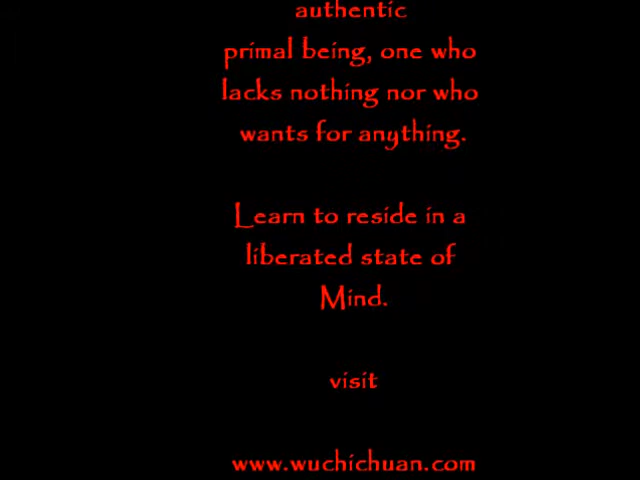 authentic
primal being, one who
lacks nothing nor who
wants for anything.
Learn to reside in a
liberated state of
Mind.
visit
www.wuchichuan.com